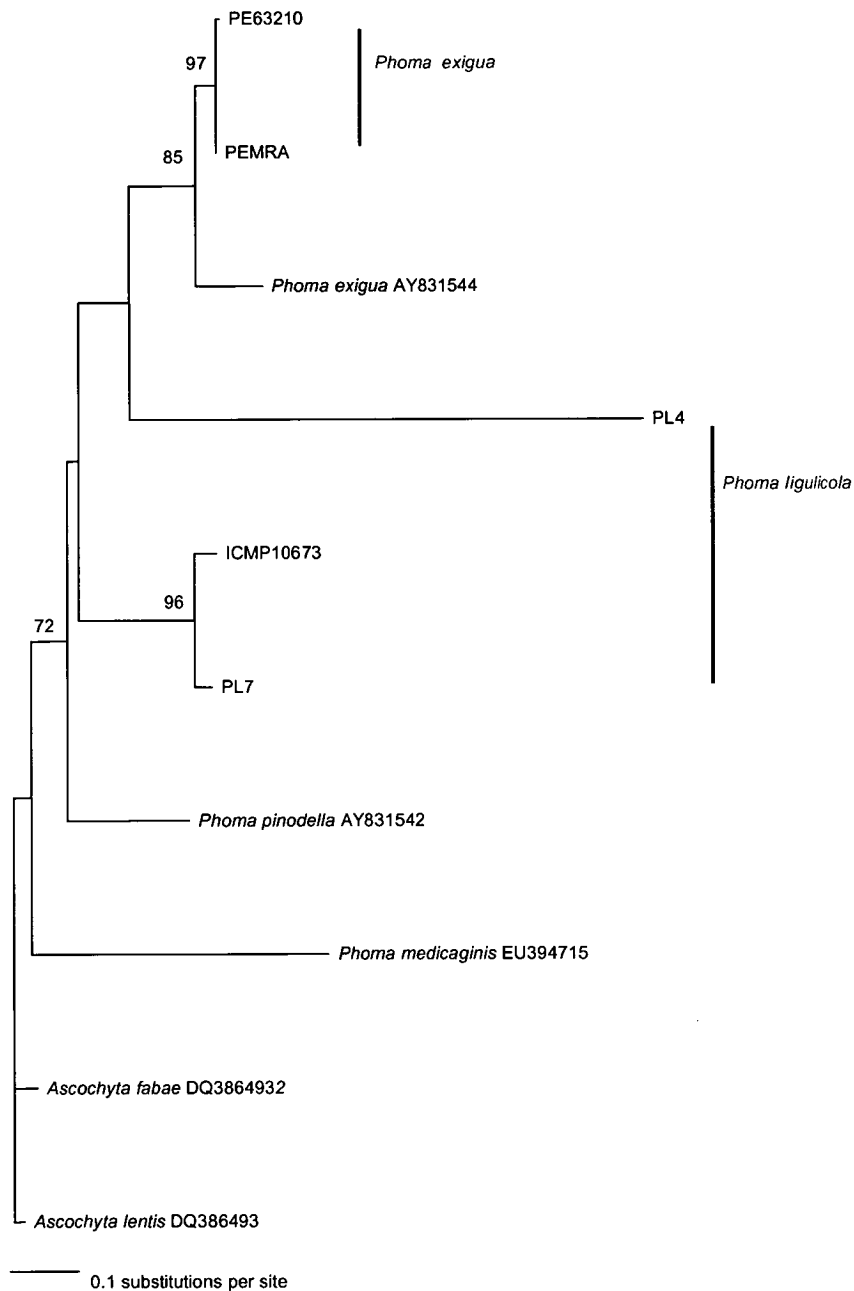 PE63210
97
Phoma exigua
PEMRA
85
Phoma exigua AY831544
PL4
Phoma ligulicola
ICMP10673
96
72
PL7
Phoma pinodella AY831542
Phoma medicaginis EU394715
Ascochyta fabae DQ3864932
Ascochyta lentis DQ386493
0.1 substitutions per site